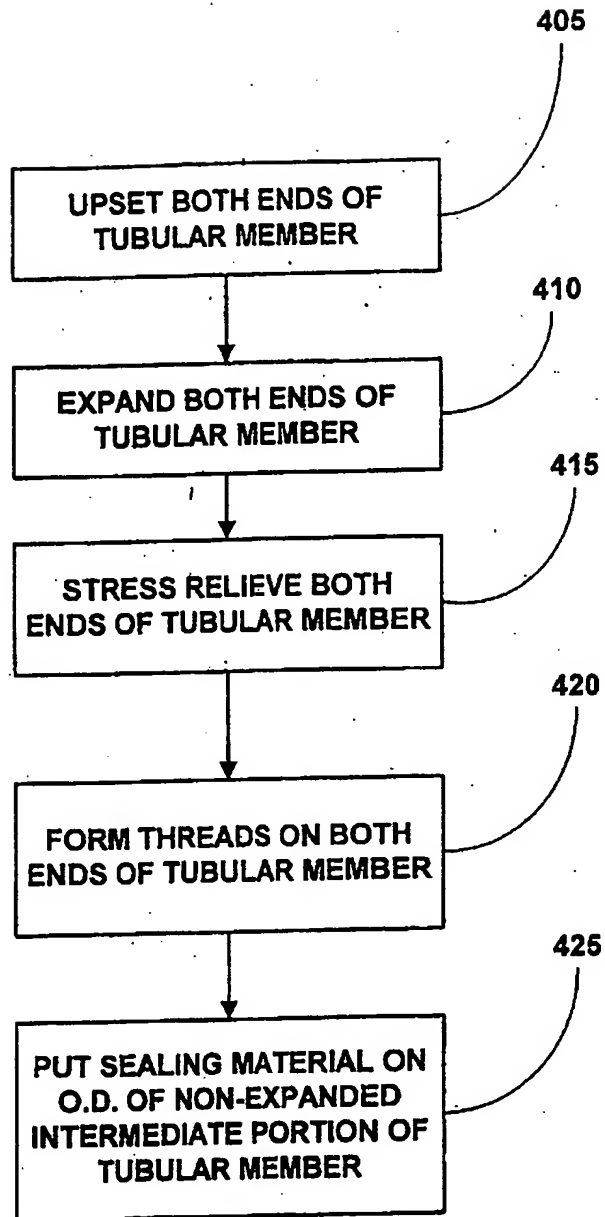 405
UPSET BOTH ENDS OF
TUBULAR MEMBER
410
EXPAND BOTH ENDS OF
TUBULAR MEMBER
415
STRESS RELIEVE BOTH
ENDS OF TUBULAR MEMBER
420
FORM THREADS ON BOTH
ENDS OF TUBULAR MEMBER
425
PUT SEALING MATERIAL ON
O.D. OF NON-EXPANDED
INTERMEDIATE PORTION OF
TUBULAR MEMBER